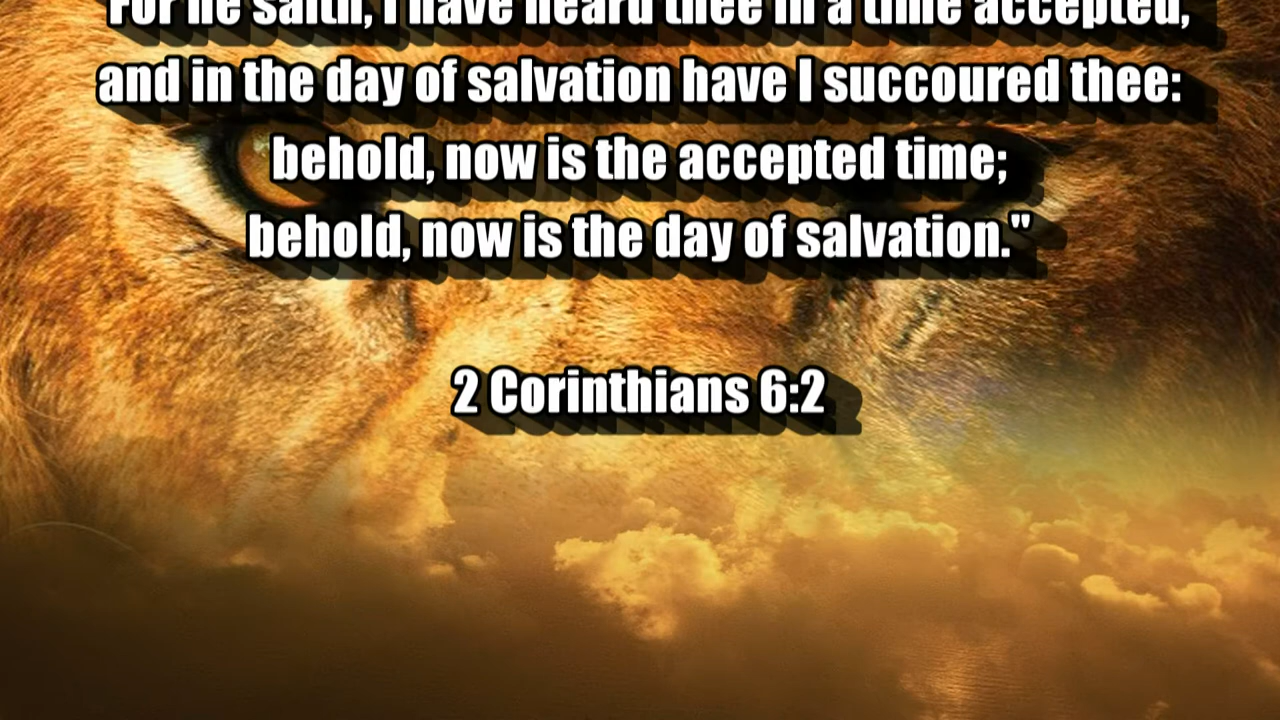 For he saith, I have heard thee in a time accepted,
and in the day of salvation have I succoured thee:
behold, now is the accepted time;
behold, now is the day of salvation."
2 Corinthians 6:2